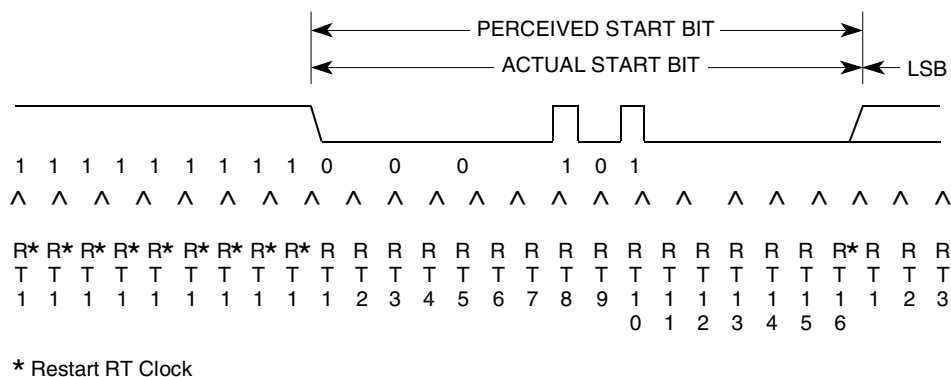 PERCEIVED START BIT
ACTUAL START BIT
LSB
1 1 1 1 1 1 1 1 1 0 0 0 1 0 1
^ ^ ^ ^ ^ ^ ^ ^ ^ ^ ^ ^ ^ ^ ^ ^ ^ ^ ^ ^ ^ ^ ^
R* R* R* R* R* R* R* R* R* R R R R R R R R R R R R R R R R* R R R
T T T T T T T T T T T T T T T T T T T T T T T T T T T T
1 1 1 1 1 1 1 1 1 1 2 3 4 5 6 7 8 9 1 1 1 1 1 1 1 1 2 3
0 1 2 3 4 5 6
* Restart RT Clock